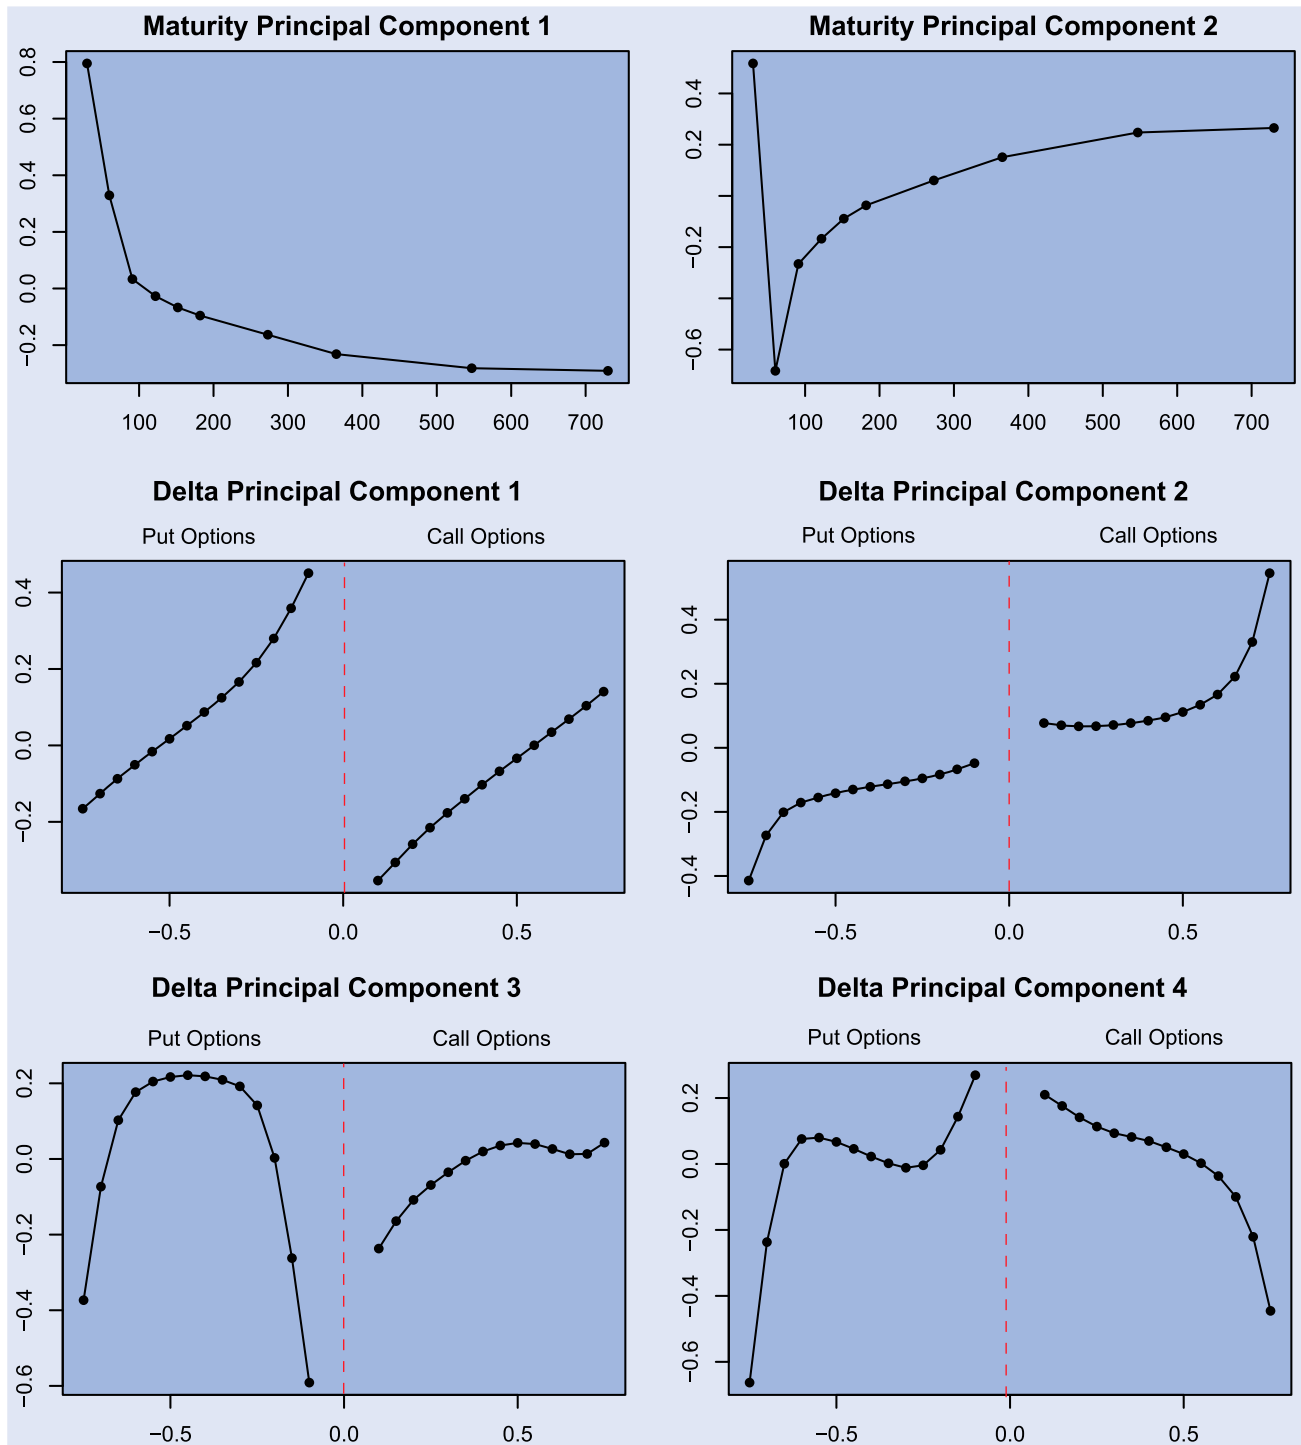 Maturity Principal Component 1
0.8
0.6
0.4
0.2
0.0
−0.2
100 200 300 400 500 600 700
Maturity Principal Component 2
0.4
0.2
−0.2
−0.6
100 200 300 400 500 600 700
Delta Principal Component 1
Put Options Call Options
0.4
0.2
0.0
−0.2
−0.5 0.0 0.5
Delta Principal Component 2
Put Options Call Options
0.4
0.2
0.0
−0.2
−0.4
−0.5 0.0 0.5
Delta Principal Component 3
Put Options Call Options
0.2
0.0
−0.2
−0.4
−0.6
−0.5 0.0 0.5
Delta Principal Component 4
Put Options Call Options
0.2
0.0
−0.2
−0.4
−0.6
−0.5 0.0 0.5